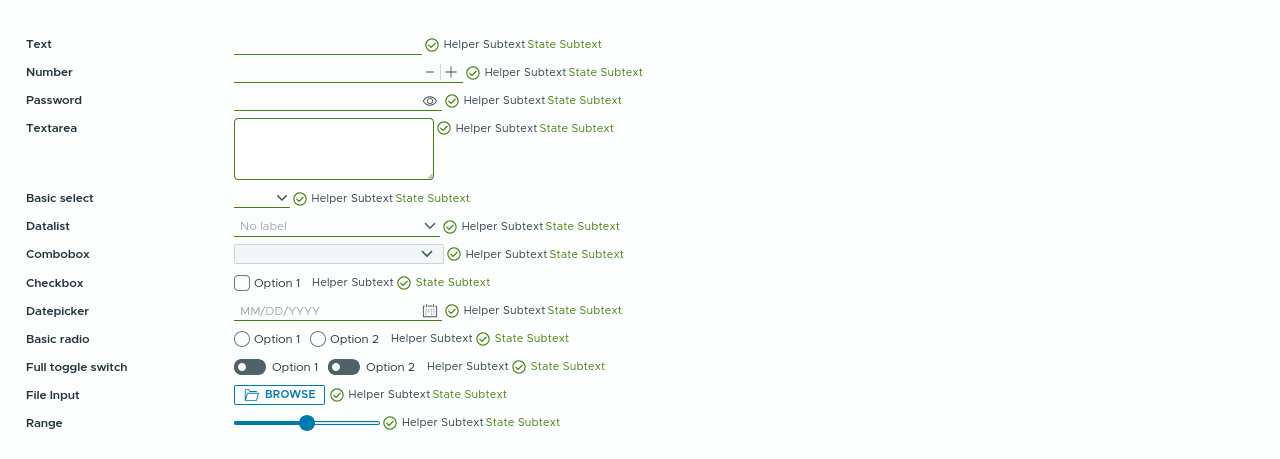 Text Helper Subtext State Subtext
Number Helper Subtext State Subtext
Password Helper Subtext State Subtext
Textarea Helper Subtext State Subtext
Basic select Helper Subtext State Subtext
Datalist No label Helper Subtext State Subtext
Combobox Helper Subtext State Subtext
Checkbox Option 1 Helper Subtext State Subtext
Datepicker MM/DD/YYYY Helper Subtext State Subtext
Basic radio Option 1 Option 2 Helper Subtext State Subtext
Full toggle switch Option 1 Option 2 Helper Subtext State Subtext
File Input BROWSE Helper Subtext State Subtext
Range Helper Subtext State Subtext